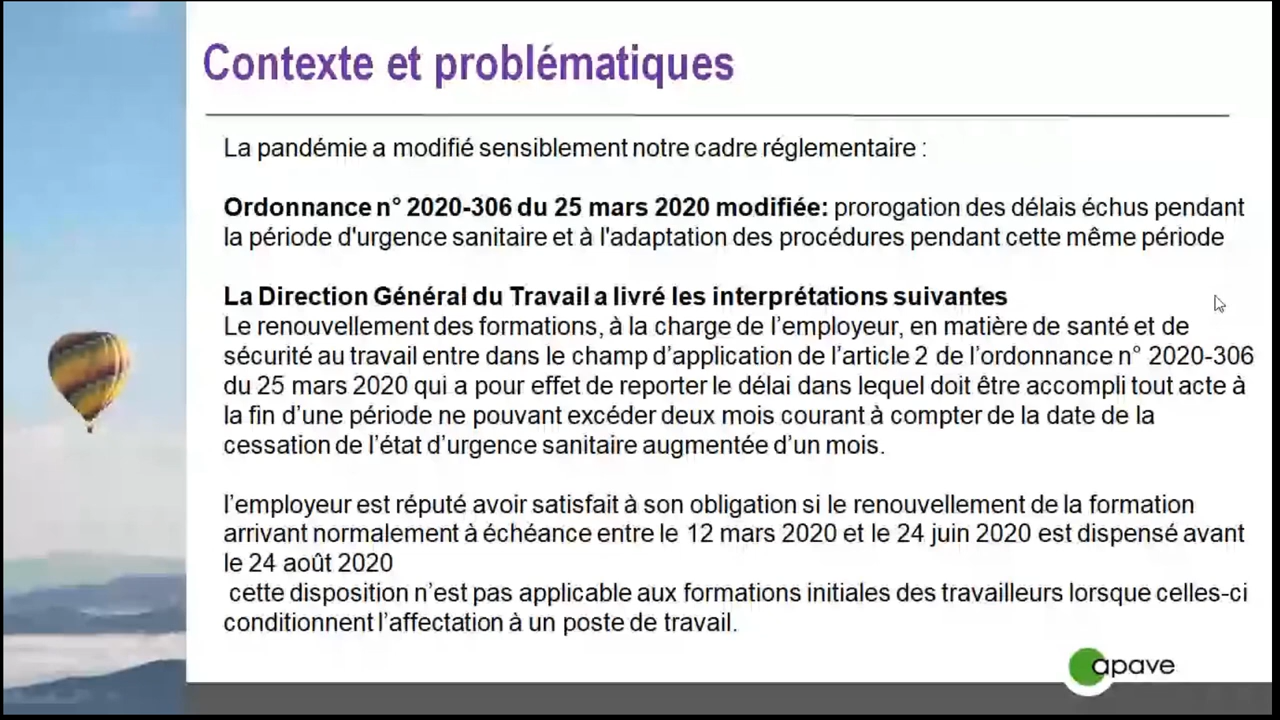 Contexte et problématiques
La pandémie a modifié sensiblement notre cadre réglementaire :
Ordonnance n° 2020-306 du 25 mars 2020 modifiée: prorogation des délais échus pendant
la période d'urgence sanitaire et à l'adaptation des procédures pendant cette même période
La Direction Général du Travail a livré les interprétations suivantes
Le renouvellement des formations, à la charge de l’employeur, en matière de santé et de
sécurité au travail entre dans le champ d’application de l’article 2 de l’ordonnance n° 2020-306
du 25 mars 2020 qui a pour effet de reporter le délai dans lequel doit être accompli tout acte à
la fin d’une période ne pouvant excéder deux mois courant à compter de la date de la
cessation de l’état d’urgence sanitaire augmentée d’un mois.
l’employeur est réputé avoir satisfait à son obligation si le renouvellement de la formation
arrivant normalement à échéance entre le 12 mars 2020 et le 24 juin 2020 est dispensé avant
le 24 août 2020
cette disposition n’est pas applicable aux formations initiales des travailleurs lorsque celles-ci
conditionnent l’affectation à un poste de travail.
apave